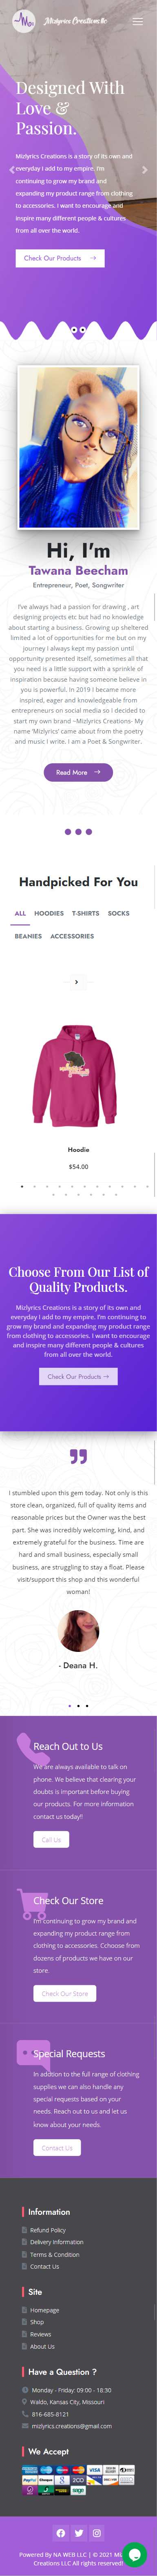 Mizlyrics Creations llc
Designed With
Love &
Passion.
Mizlyrics Creations is a story of its own and
everyday I add to my empire. I'm
continuing to grow my brand and
expanding my product range from clothing
to accessories. I want to encourage and
inspire many different people & cultures
from all over the world.
Check Our Products
Hi, I'm
Tawana Beecham
Entrepreneur, Poet, Songwriter
I've always had a passion for drawing , art
designing projects etc but had no knowledge
about starting a business. Growing up shredded
limited a lot of opportunities for me but on my
journey I always kept my passion until
opportunity presented itself, sometimes all that
was needed was a little spark of hope or
inspiration because having someone believe in
you is powerful. In 2019 I became more
engaged, eager and wanted to explore more
knowledge of social media so I decided to start
my own brand ~Mizlyrics Creations- My
name 'MizLyrics' came about from the poetry
and music I write. I am a Poet & Songwriter.
Read More
Handpicked For You
ALL HOODIES T-SHIRTS SOCKS
BEANIES ACCESSORIES
Hoodie
$54.00
Choose From Our List of
Quality Products.
Mizlyrics Creations is a story of its own and
everyday I add to my empire. I'm continuing to
grow my brand and expanding my product range
from clothing to accessories. I want to encourage
and inspire many different people & cultures
from all over the world.
Check Our Products
I stumbled upon this gem today. Not only is this
store clean, organized, full of quality items and
reasonable prices but the Owner was the best
part. She was incredibly welcoming, kind, and
extremely grateful for the business. Time are
hard and small business, especially small
business, are struggling to stay a float. Please
visit/support this shop and this wonderful
woman!
- Deana H.
Reach Out to Us
We are always available to talk on
phone. We believe that clearing your
doubts is important before buying
our products. For more information
contact us today!!
Call Us
Check Our Store
I'm continuing to grow my brand and
expanding my product range from
clothing to accessories. Cchoose from
dozens of products we have on our
store.
Check Our Store
Special Requests
In addition to the full range of clothing
supplies we can also handle any
special requests based on your
needs. Reach out to us and let us
know about your needs.
Contact Us
Information
Refund Policy
Delivery Information
Terms & Condition
Contact Us
Site
Homepage
Shop
Reviews
About Us
Have a Question ?
Monday - Friday: 09:00 - 18:30
Waldo, Kansas City, Missouri
816-685-8121
mizlyrics.creations@gmail.com
We Accept
Powered By NA WEB LLC | © 2021
Creations LLC All rights reserved!